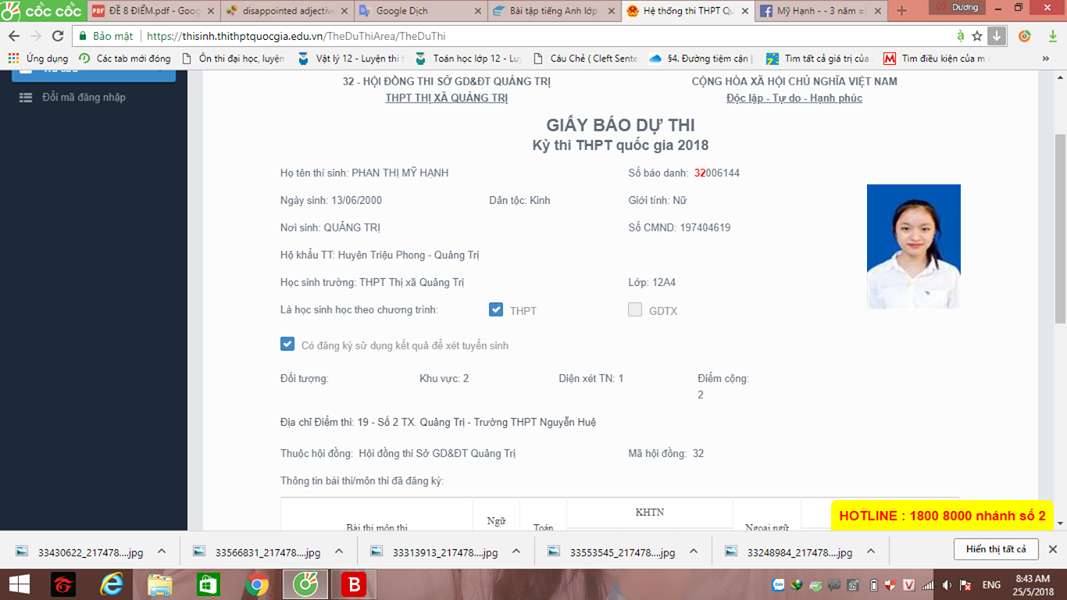 cốc cốc
ĐỀ 8 ĐIỂM.pdf - Goog
disappointed adjective
Google Dịch
Bài tập tiếng Anh lớp
Hệ thống thi THPT Qu
Mỹ Hạnh - - 3 năm =
Dương
Bảo mật
https://thisinh.thithptquocgia.edu.vn/TheDuThiArea/TheDuThi
Ứng dụng
Các tab mới đóng
Ôn thi đại học, luyện
Vật lý 12 - Luyện thi
Toán học lớp 12 - Lu
Câu Chẻ ( Cleft Sente
§4. Đường tiệm cận
Tìm tất cả giá trị của
Tìm điều kiện của m
Đổi mã đăng nhập
32 - HỘI ĐỒNG THI SỞ GD&ĐT QUẢNG TRỊ
CỘNG HÒA XÃ HỘI CHỦ NGHĨA VIỆT NAM
THPT THỊ XÃ QUẢNG TRỊ
Độc lập - Tự do - Hạnh phúc
GIẤY BÁO DỰ THI
Kỳ thi THPT quốc gia 2018
Họ tên thí sinh: PHAN THỊ MỸ HẠNH
Số báo danh: 32006144
Ngày sinh: 13/06/2000
Dân tộc: Kinh
Giới tính: Nữ
Nơi sinh: QUẢNG TRỊ
Số CMND: 197404619
Hộ khẩu TT: Huyện Triệu Phong - Quảng Trị
Học sinh trường: THPT Thị xã Quảng Trị
Lớp: 12A4
Là học sinh học theo chương trình:
THPT
GDTX
Có đăng ký sử dụng kết quả để xét tuyển sinh
Đối tượng:
Khu vực: 2
Diện xét TN: 1
Điểm cộng:
2
Địa chỉ Điểm thi: 19 - Số 2 TX. Quảng Trị - Trường THPT Nguyễn Huệ
Thuộc hội đồng: Hội đồng thi Sở GD&ĐT Quảng Trị
Mã hội đồng: 32
Thông tin bài thi/môn thi đã đăng ký:
Bài thi môn thi
Ngữ
Toán
KHTN
Ngoại ngữ
HOTLINE : 1800 8000 nhánh số 2
33430622_217478....jpg
33566831_217478....jpg
33313913_217478....jpg
33553545_217478....jpg
33248984_217478....jpg
Hiển thị tất cả
ENG
8:43 AM
25/5/2018